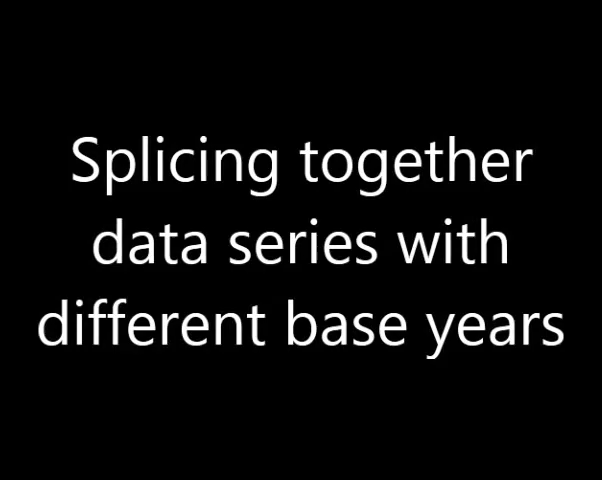 Splicing together
data series with
different base years